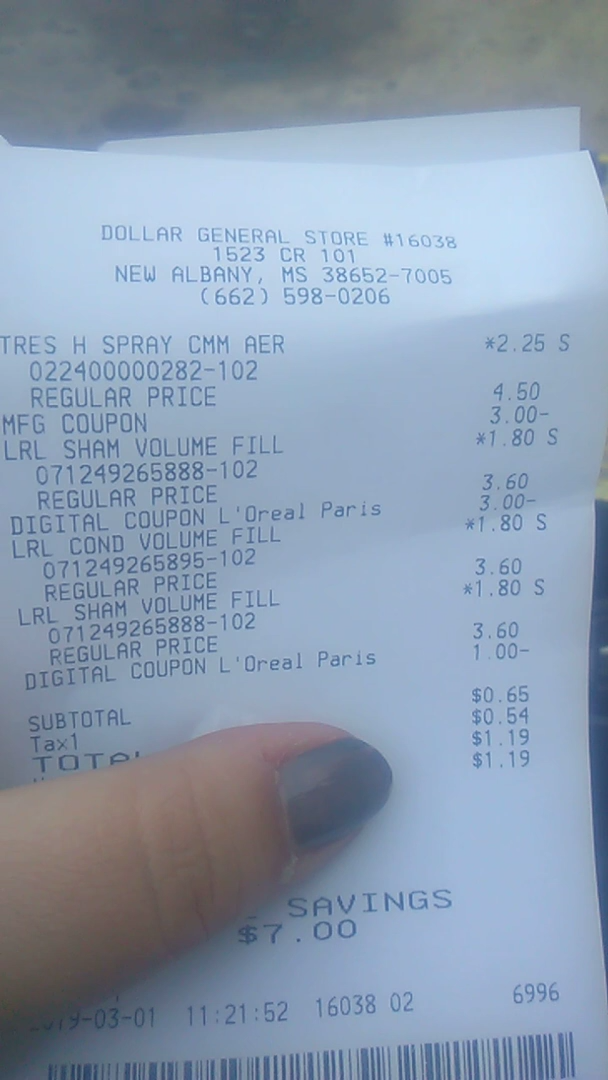 DOLLAR GENERAL STORE #16038
1523 CR 101
NEW ALBANY, MS 38652-7005
(662) 598-0206
TRES H SPRAY CMM AER *2.25 S
022400000282-102
REGULAR PRICE 4.50
MFG COUPON 3.00-
LRL SHAM VOLUME FILL *1.80 S
071249265888-102
REGULAR PRICE 3.60
DIGITAL COUPON L'Oreal Paris 3.00-
LRL COND VOLUME FILL *1.80 S
071249265895-102
REGULAR PRICE 3.60
LRL SHAM VOLUME FILL *1.80 S
071249265888-102
REGULAR PRICE 3.60
DIGITAL COUPON L'Oreal Paris 1.00-
SUBTOTAL $0.65
Tax1 $0.54
TOTAL $1.19
$1.19
SAVINGS
$7.00
19-03-01 11:21:52 16038 02 6996